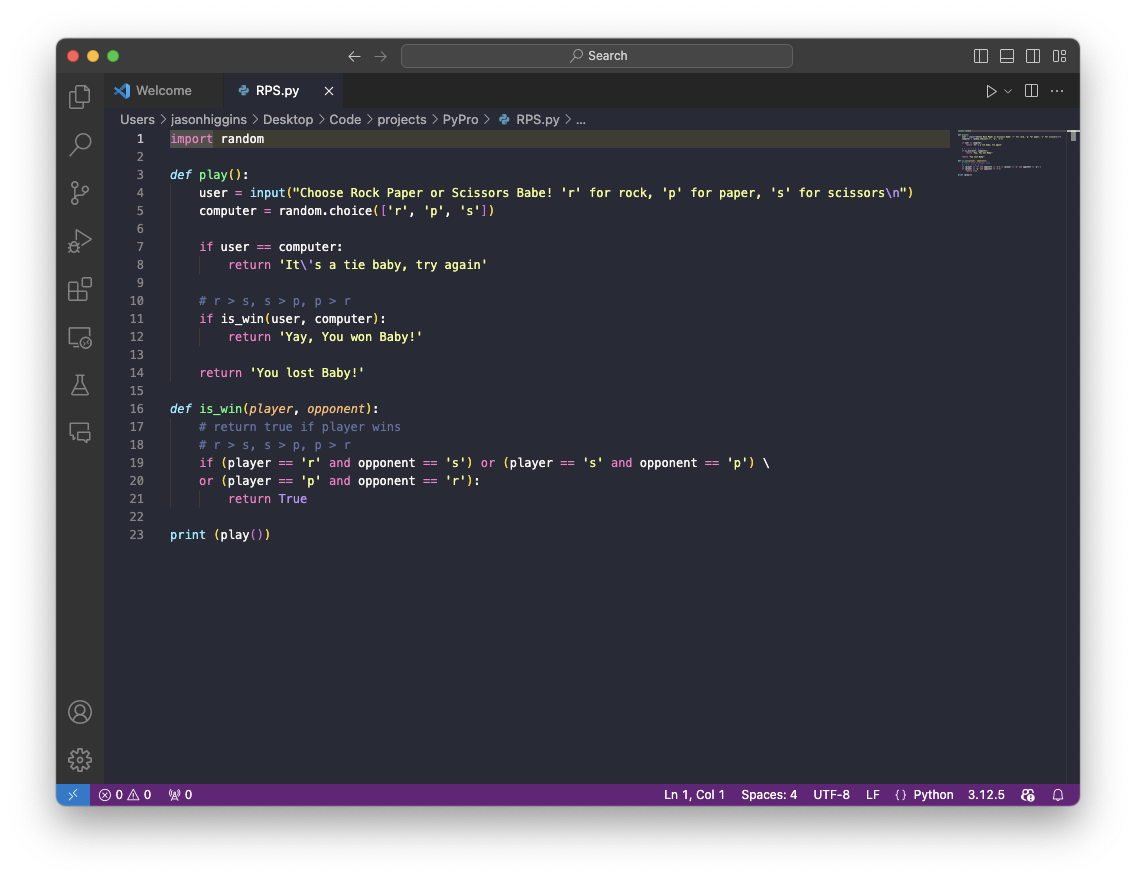 Search
Welcome
RPS.py
Users > jasonhiggins > Desktop > Code > projects > PyPro > RPS.py > ...
1 import random
2
3 def play():
4     user = input("Choose Rock Paper or Scissors Babe! 'r' for rock, 'p' for paper, 's' for scissors\n")
5     computer = random.choice(['r', 'p', 's'])
6
7     if user == computer:
8         return 'It\'s a tie baby, try again'
9
10     # r > s, s > p, p > r
11     if is_win(user, computer):
12         return 'Yay, You won Baby!'
13
14     return 'You lost Baby!'
15
16 def is_win(player, opponent):
17     # return true if player wins
18     # r > s, s > p, p > r
19     if (player == 'r' and opponent == 's') or (player == 's' and opponent == 'p') \
20     or (player == 'p' and opponent == 'r'):
21         return True
22
23 print (play())
0 0 0 Ln 1, Col 1 Spaces: 4 UTF-8 LF {} Python 3.12.5